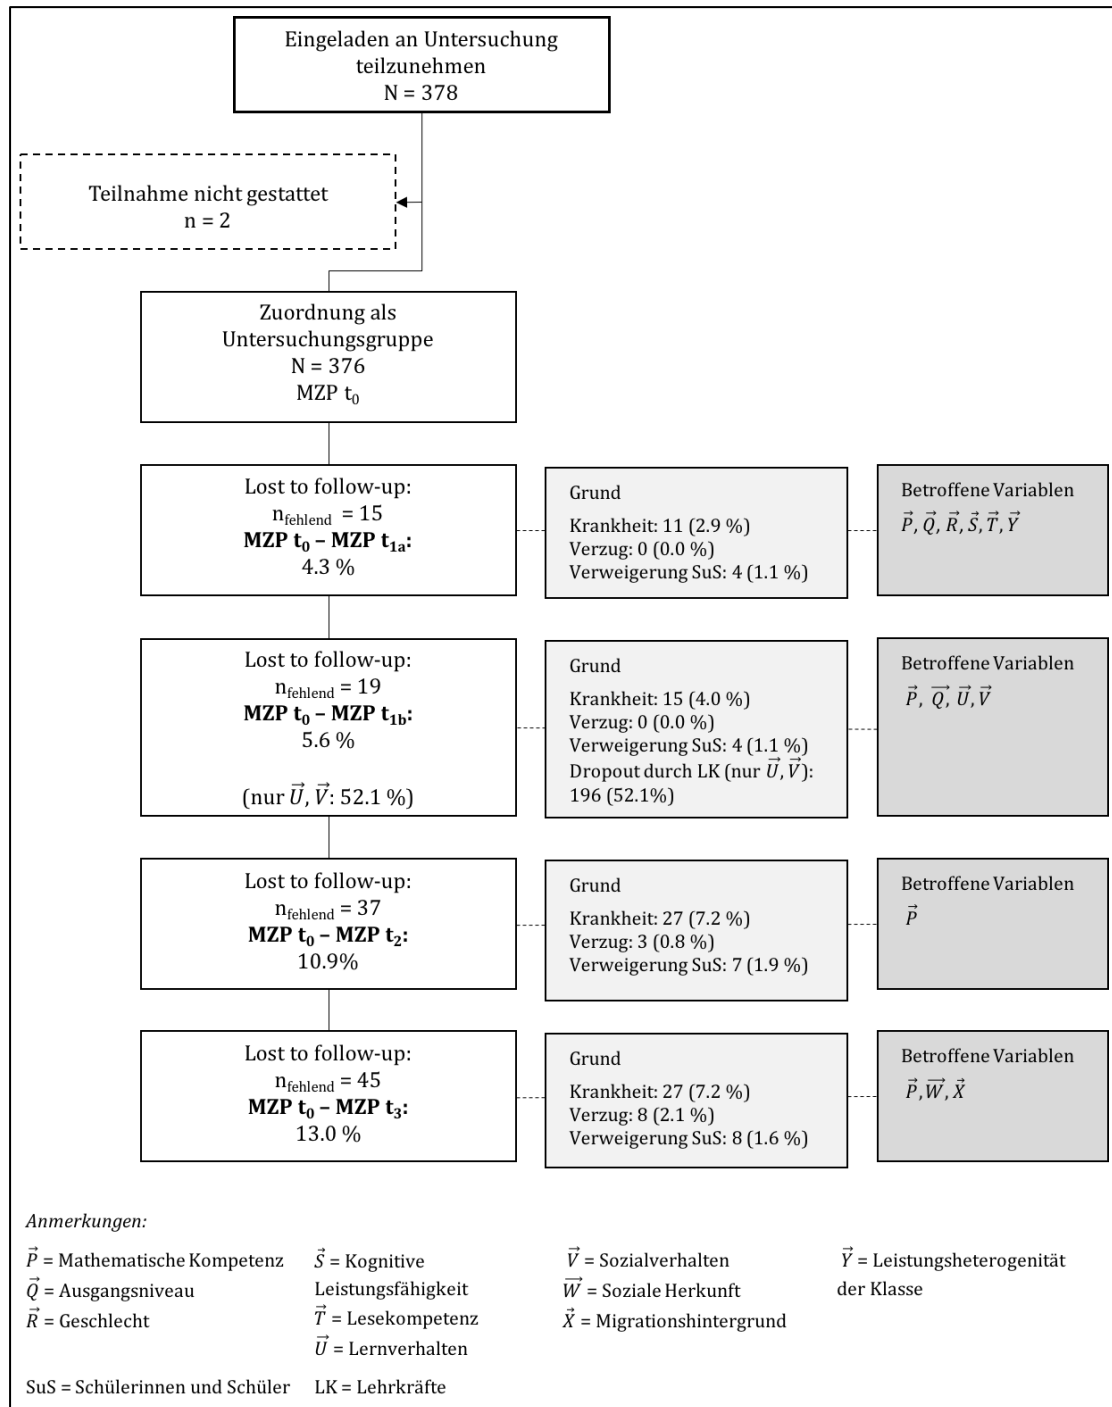 Eingeladen an Untersuchung
teilzunehmen
N = 378
Teilnahme nicht gestattet
n = 2
Zuordnung als
Untersuchungsgruppe
N = 376
MZP t₀
Lost to follow-up:
n_fehlend = 15
MZP t₀ – MZP t₁ₐ:
4.3 %
Grund
Krankheit: 11 (2.9 %)
Verzug: 0 (0.0 %)
Verweigerung SuS: 4 (1.1 %)
Betroffene Variablen
P⃗, Q⃗, R⃗, S⃗, T⃗, Y⃗
Lost to follow-up:
n_fehlend = 19
MZP t₀ – MZP t_1b:
5.6 %
(nur U⃗, V⃗: 52.1 %)
Grund
Krankheit: 15 (4.0 %)
Verzug: 0 (0.0 %)
Verweigerung SuS: 4 (1.1 %)
Dropout durch LK (nur U⃗, V⃗):
196 (52.1%)
Betroffene Variablen
P⃗, Q⃗, U⃗, V⃗
Lost to follow-up:
n_fehlend = 37
MZP t₀ – MZP t₂:
10.9%
Grund
Krankheit: 27 (7.2 %)
Verzug: 3 (0.8 %)
Verweigerung SuS: 7 (1.9 %)
Betroffene Variablen
P⃗
Lost to follow-up:
n_fehlend = 45
MZP t₀ – MZP t₃:
13.0 %
Grund
Krankheit: 27 (7.2 %)
Verzug: 8 (2.1 %)
Verweigerung SuS: 8 (1.6 %)
Betroffene Variablen
P⃗, W⃗, X⃗
Anmerkungen:
P⃗ = Mathematische Kompetenz
Q⃗ = Ausgangsniveau
R⃗ = Geschlecht
S⃗ = Kognitive
Leistungsfähigkeit
T⃗ = Lesekompetenz
U⃗ = Lernverhalten
V⃗ = Sozialverhalten
W⃗ = Soziale Herkunft
X⃗ = Migrationshintergrund
Y⃗ = Leistungsheterogenität
der Klasse
SuS = Schülerinnen und Schüler
LK = Lehrkräfte